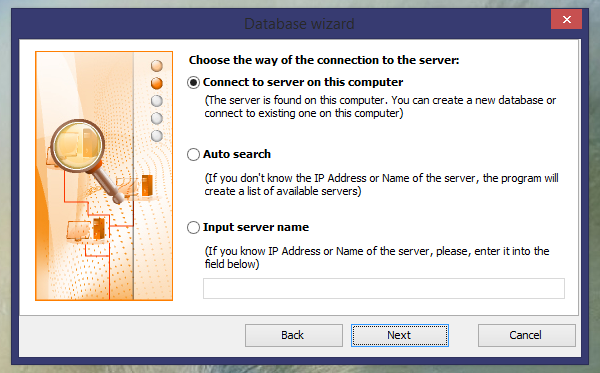 Database wizard
Choose the way of the connection to the server:
Connect to server on this computer
(The server is found on this computer. You can create a new database or
connect to existing one on this computer)
Auto search
(If you don't know the IP Address or Name of the server, the program will
create a list of available servers)
Input server name
(If you know IP Address or Name of the server, please, enter it into the
field below)
Back
Next
Cancel